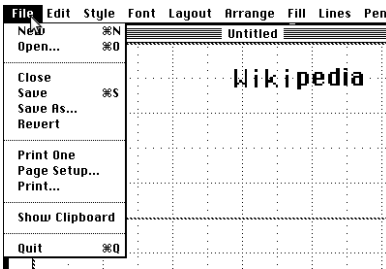 File Edit Style Font Layout Arrange Fill Lines Pen
New ⌘N
Untitled
Open... ⌘O
Close
Wikipedia
Save ⌘S
Save As...
Revert
Print One
Page Setup...
Print...
Show Clipboard
Quit ⌘Q